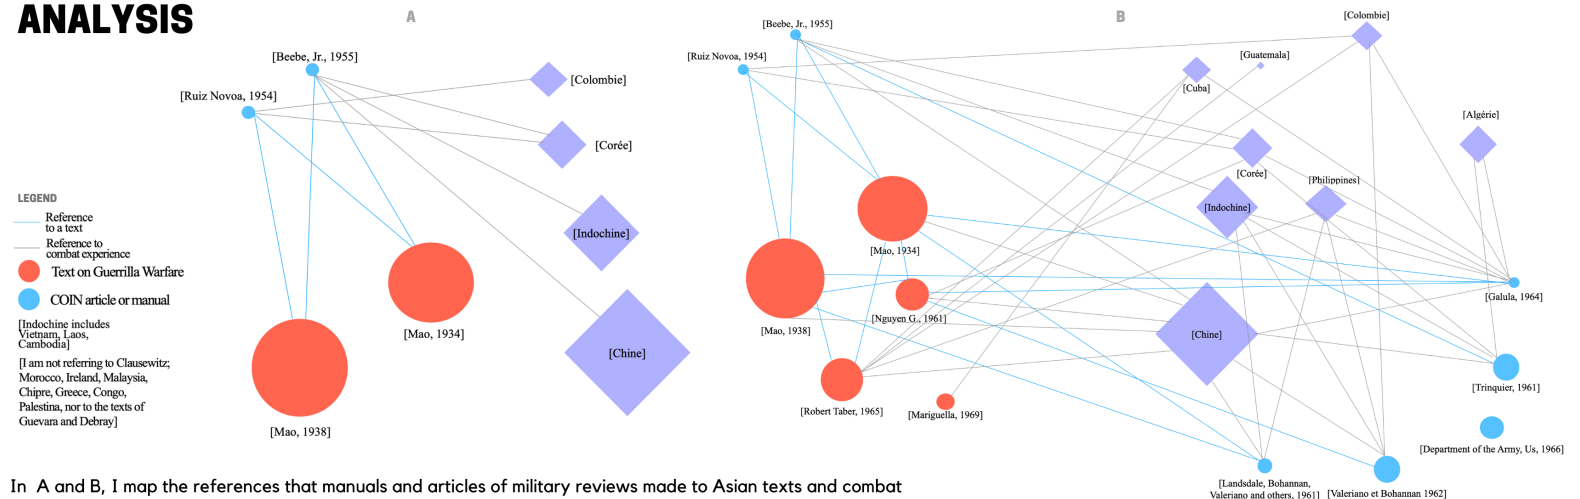 ANALYSIS
A
[Beebe, Jr., 1955]
[Ruiz Novoa, 1954]
[Colombie]
[Corée]
[Indochine]
[Chine]
[Mao, 1934]
[Mao, 1938]
LEGEND
Reference
to a text
Reference to
combat experience
Text on Guerrilla Warfare
COIN article or manual
[Indochine includes
Vietnam, Laos,
Cambodia]
[I am not referring to Clausewitz;
Morocco, Ireland, Malaysia,
Chipre, Greece, Congo,
Palestina, nor to the texts of
Guevara and Debray]
B
[Beebe, Jr., 1955]
[Ruiz Novoa, 1954]
[Colombie]
[Guatemala]
[Cuba]
[Algérie]
[Corée]
[Philippines]
[Indochine]
[Mao, 1934]
[Mao, 1938]
[Nguyen G., 1961]
[Galula, 1964]
[Chine]
[Robert Taber, 1965]
[Mariguella, 1969]
[Trinquier, 1961]
[Department of the Army, Us, 1966]
[Landsdale, Bohannan,
Valeriano and others, 1961]
[Valeriano et Bohannan 1962]
In A and B, I map the references that manuals and articles of military reviews made to Asian texts and combat